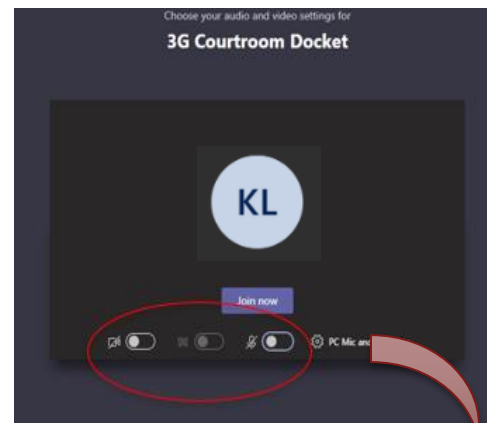 Choose your audio and video settings for
3G Courtroom Docket
KL
Join now
PC Mic and